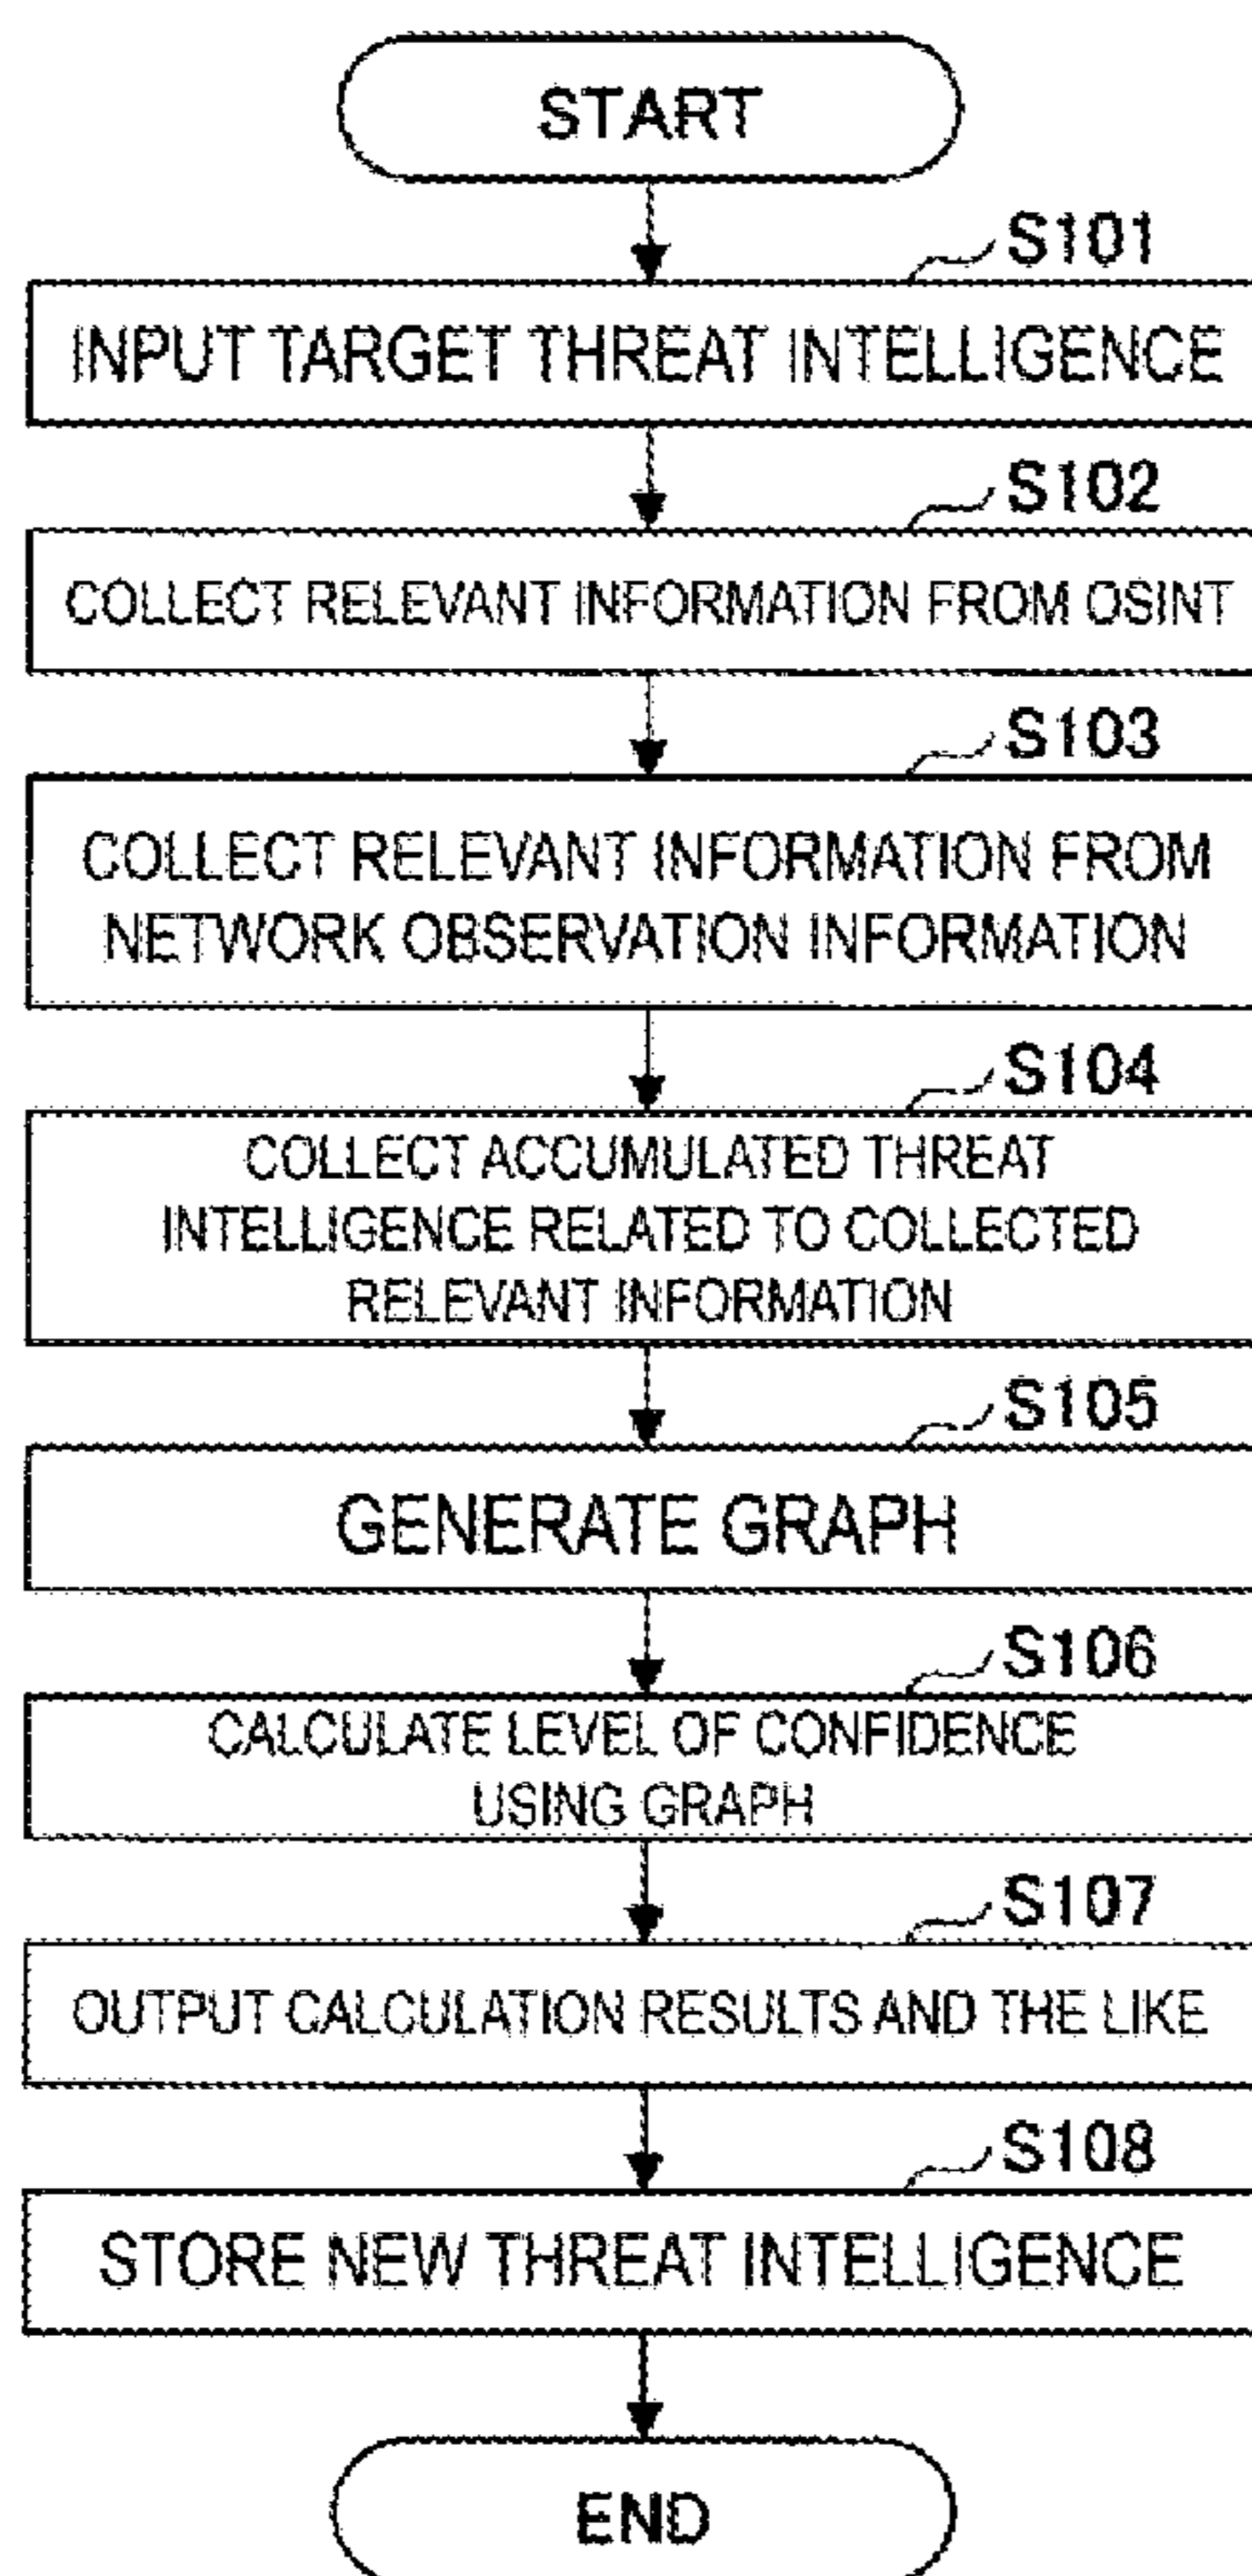 START
S101
INPUT TARGET THREAT INTELLIGENCE
S102
COLLECT RELEVANT INFORMATION FROM OSINT
S103
COLLECT RELEVANT INFORMATION FROM
NETWORK OBSERVATION INFORMATION
S104
COLLECT ACCUMULATED THREAT
INTELLIGENCE RELATED TO COLLECTED
RELEVANT INFORMATION
S105
GENERATE GRAPH
S106
CALCULATE LEVEL OF CONFIDENCE
USING GRAPH
S107
OUTPUT CALCULATION RESULTS AND THE LIKE
S108
STORE NEW THREAT INTELLIGENCE
END